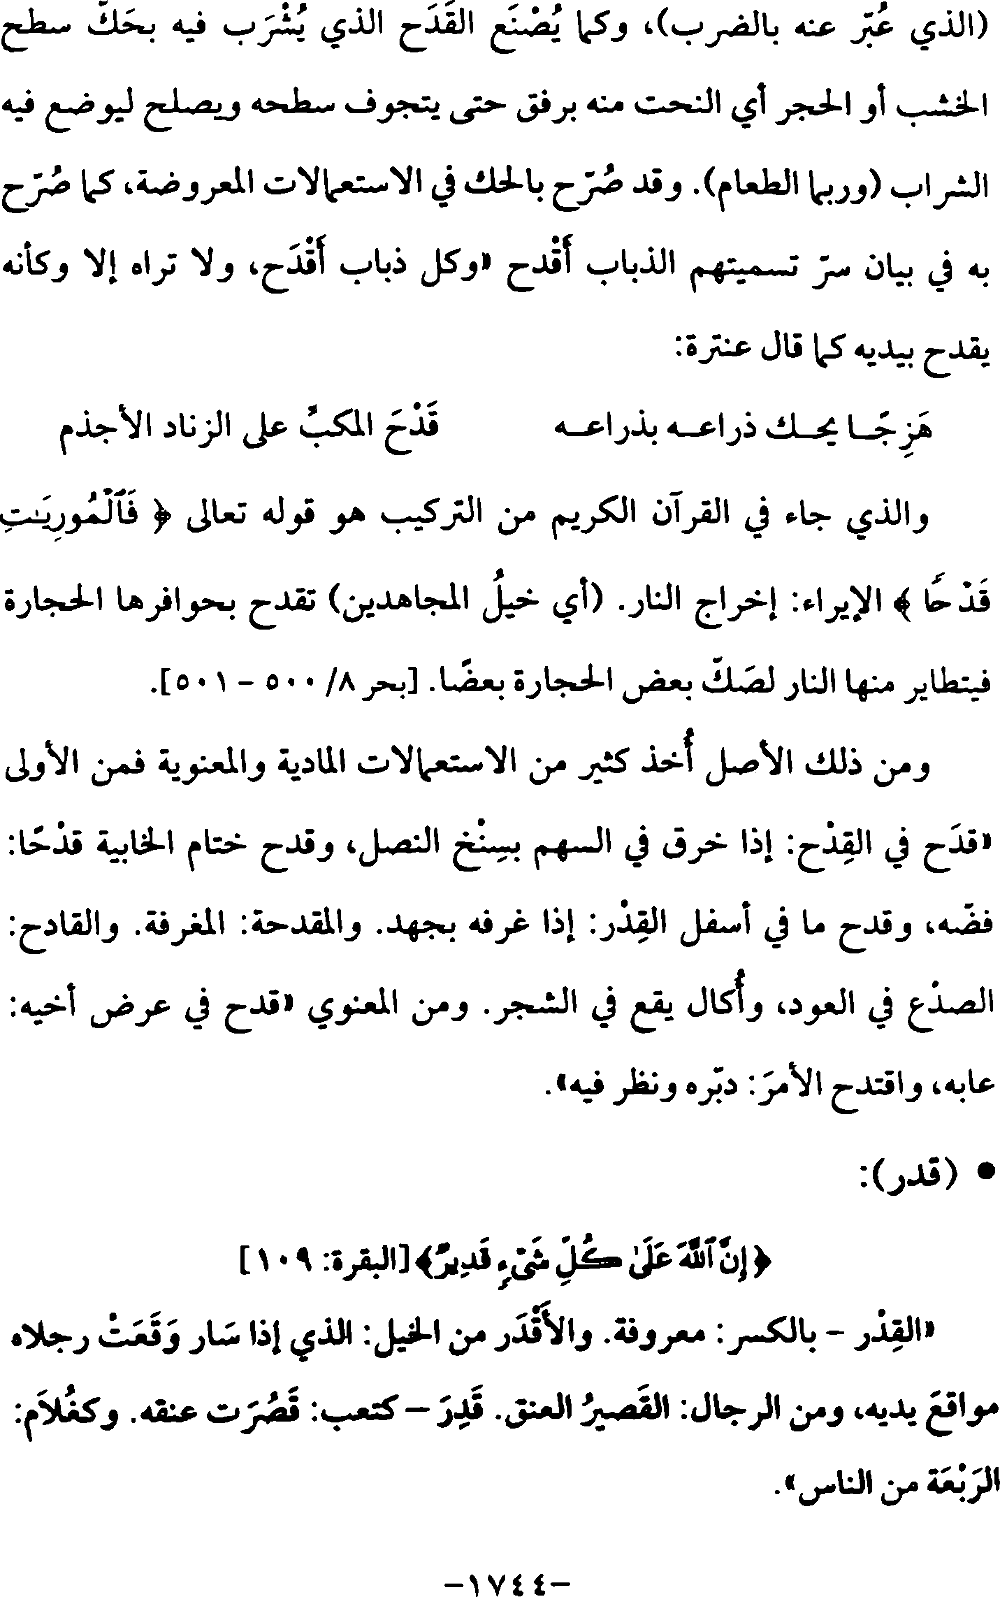 (الذي عُبّر عنه بالضرب)، وكما يُصْنَع القَدَح الذي يُشْرَب فيه بحَكّ سطح
الخشب أو الحجر أي النحت منه برفق حتى يتجوف سطحه ويصلح ليوضع فيه
الشراب (وربما الطعام). وقد صُرّح بالحك في الاستعمالات المعروضة، كما صُرّح
به في بيان سرّ تسميتهم الذباب أَقْدح «وكل ذباب أَقْدَح، ولا تراه إلا وكأنه
يقدح بيديه كما قال عنترة:
هَزِجًـا يحـك ذراعـه بذراعـه قَدْحَ المكبِّ على الزناد الأجذم
والذي جاء في القرآن الكريم من التركيب هو قوله تعالى ﴿ فَٱلْمُورِيَـٰتِ
قَدْحًا ﴾ الإيراء: إخراج النار. (أي خيلُ المجاهدين) تقدح بحوافرها الحجارة
فيتطاير منها النار لصَكّ بعض الحجارة بعضًا. [بحر ٨/ ٥٠٠ - ٥٠١].
ومن ذلك الأصل أُخذ كثير من الاستعمالات المادية والمعنوية فمن الأولى
«قدَح في القِدْح: إذا خرق في السهم بسِنْخ النصل، وقدح ختام الخابية قدْحًا:
فضّه، وقدح ما في أسفل القِدْر: إذا غرفه بجهد. والمقدحة: المغرفة. والقادح:
الصدْع في العود، وأُكال يقع في الشجر. ومن المعنوي «قدح في عرض أخيه:
عابه، واقتدح الأمرَ: دبّره ونظر فيه».
• (قدر):
﴿ إِنَّ ٱللَّهَ عَلَىٰ كُلِّ شَىْءٍ قَدِيرٌ ﴾ [البقرة: ١٠٩]
«القِدْر - بالكسر: معروفة. والأَقْدَر من الخيل: الذي إذا سَار وَقَعَتْ رجلاه
مواقعَ يديه، ومن الرجال: القَصيرُ العنق. قَدِرَ – كتعب: قَصُرَت عنقه. وكغُلاَم:
الرَبْعَة من الناس».
-١٧٤٤-